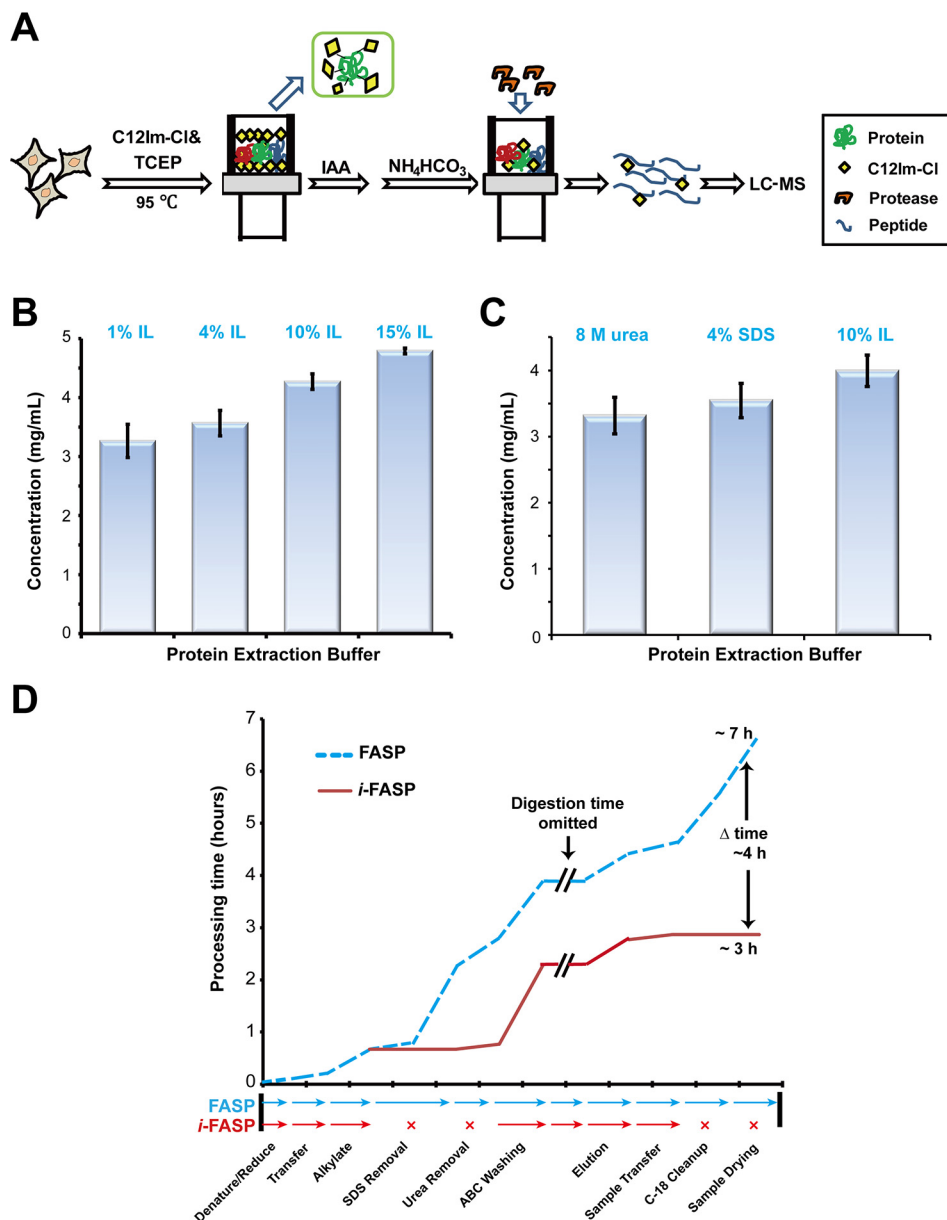 A
C12Im-Cl&
TCEP
95 ℃
IAA
NH₄HCO₃
LC-MS
Protein
C12Im-Cl
Protease
Peptide
B
1% IL
4% IL
10% IL
15% IL
Concentration (mg/mL)
5
4
3
2
1
0
Protein Extraction Buffer
C
8 M urea
4% SDS
10% IL
Concentration (mg/mL)
5
4
3
2
1
0
Protein Extraction Buffer
D
Processing time (hours)
7
6
5
4
3
2
1
0
FASP
i-FASP
Digestion time
omitted
~ 7 h
Δ time
~4 h
~ 3 h
FASP
i-FASP
Denature/Reduce
Transfer
Alkylate
SDS Removal
Urea Removal
ABC Washing
Elution
Sample Transfer
C-18 Cleanup
Sample Drying